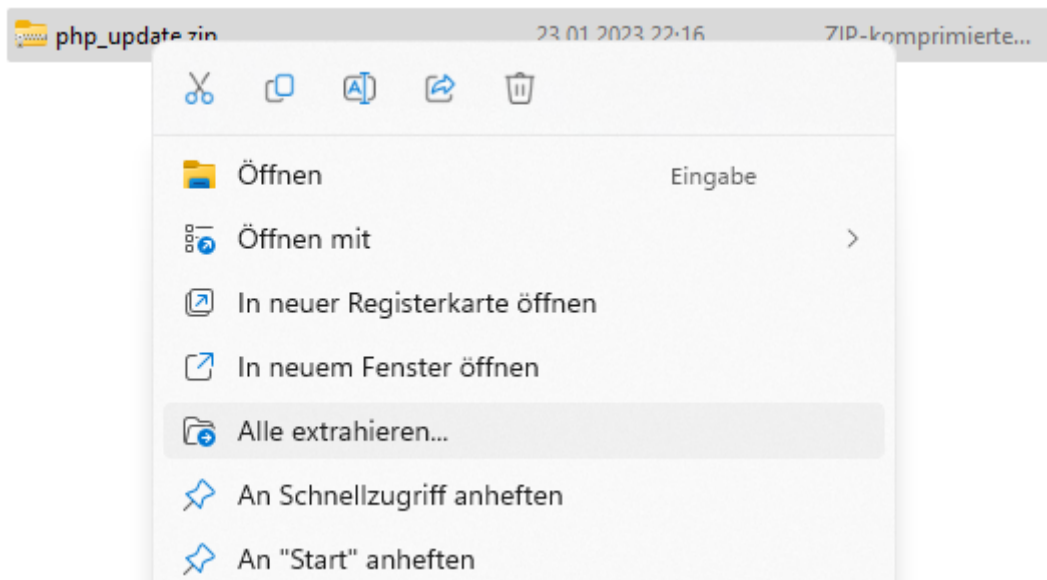 php_update.zip 23.01.2023 22:16 ZIP-komprimierte...
Öffnen Eingabe
Öffnen mit
In neuer Registerkarte öffnen
In neuem Fenster öffnen
Alle extrahieren...
An Schnellzugriff anheften
An "Start" anheften